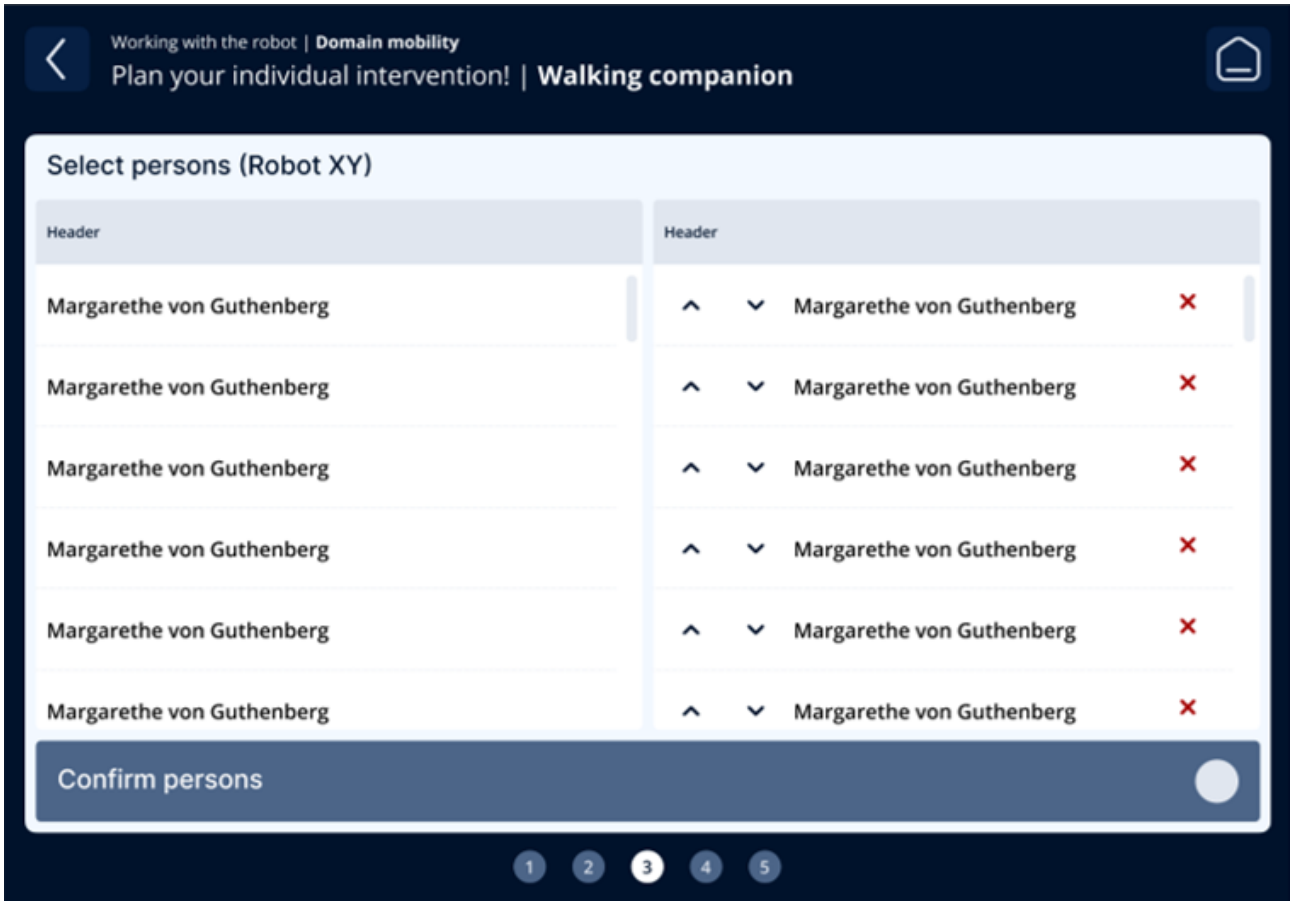 Working with the robot | Domain mobility
Plan your individual intervention! | Walking companion
Select persons (Robot XY)
Header
Header
Margarethe von Guthenberg
Margarethe von Guthenberg
Margarethe von Guthenberg
Margarethe von Guthenberg
Margarethe von Guthenberg
Margarethe von Guthenberg
Margarethe von Guthenberg
Margarethe von Guthenberg
Margarethe von Guthenberg
Margarethe von Guthenberg
Margarethe von Guthenberg
Margarethe von Guthenberg
Confirm persons
1 2 3 4 5